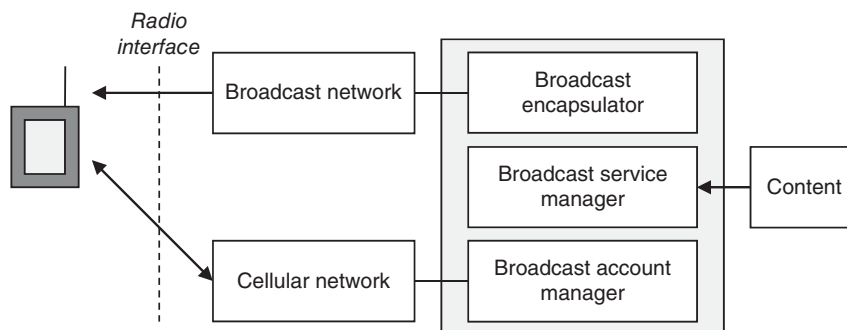 Radio
interface
Broadcast network
Broadcast
encapsulator
Broadcast service
manager
Content
Cellular network
Broadcast account
manager